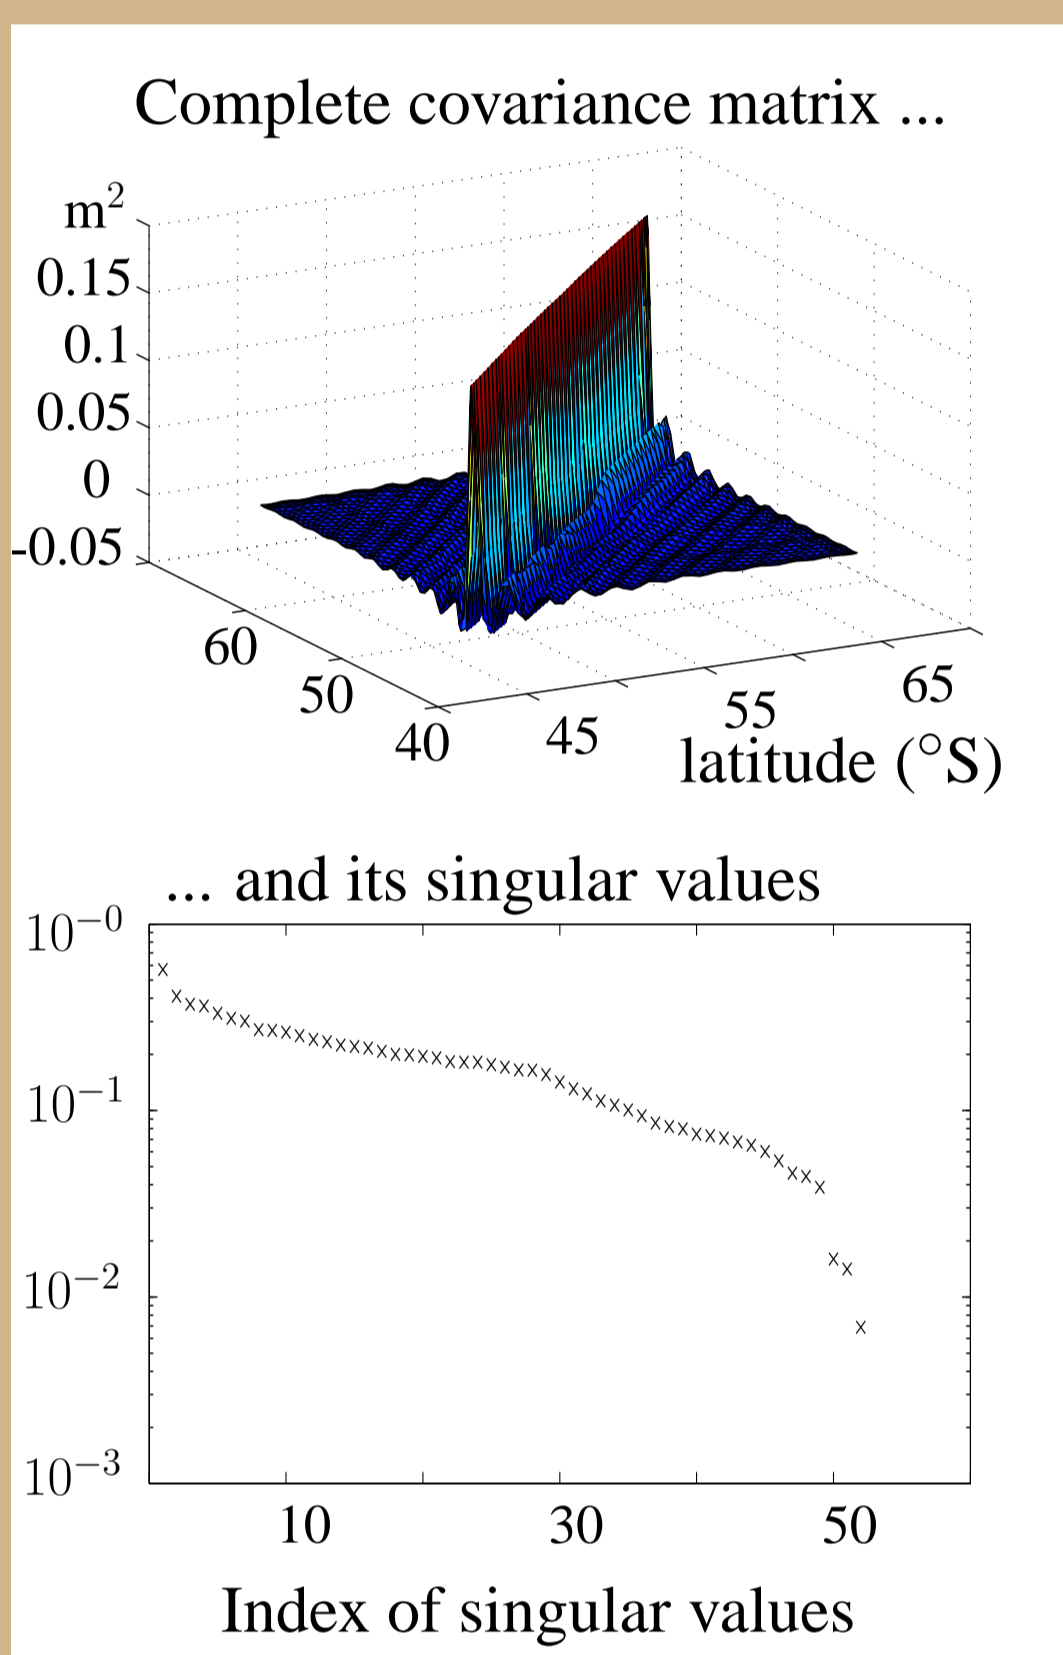 Complete covariance matrix ...
m²
0.15
0.1
0.05
0
-0.05
60
50
40
45
55
65
latitude (°S)
... and its singular values
10⁻⁰
10⁻¹
10⁻²
10⁻³
10 30 50
Index of singular values